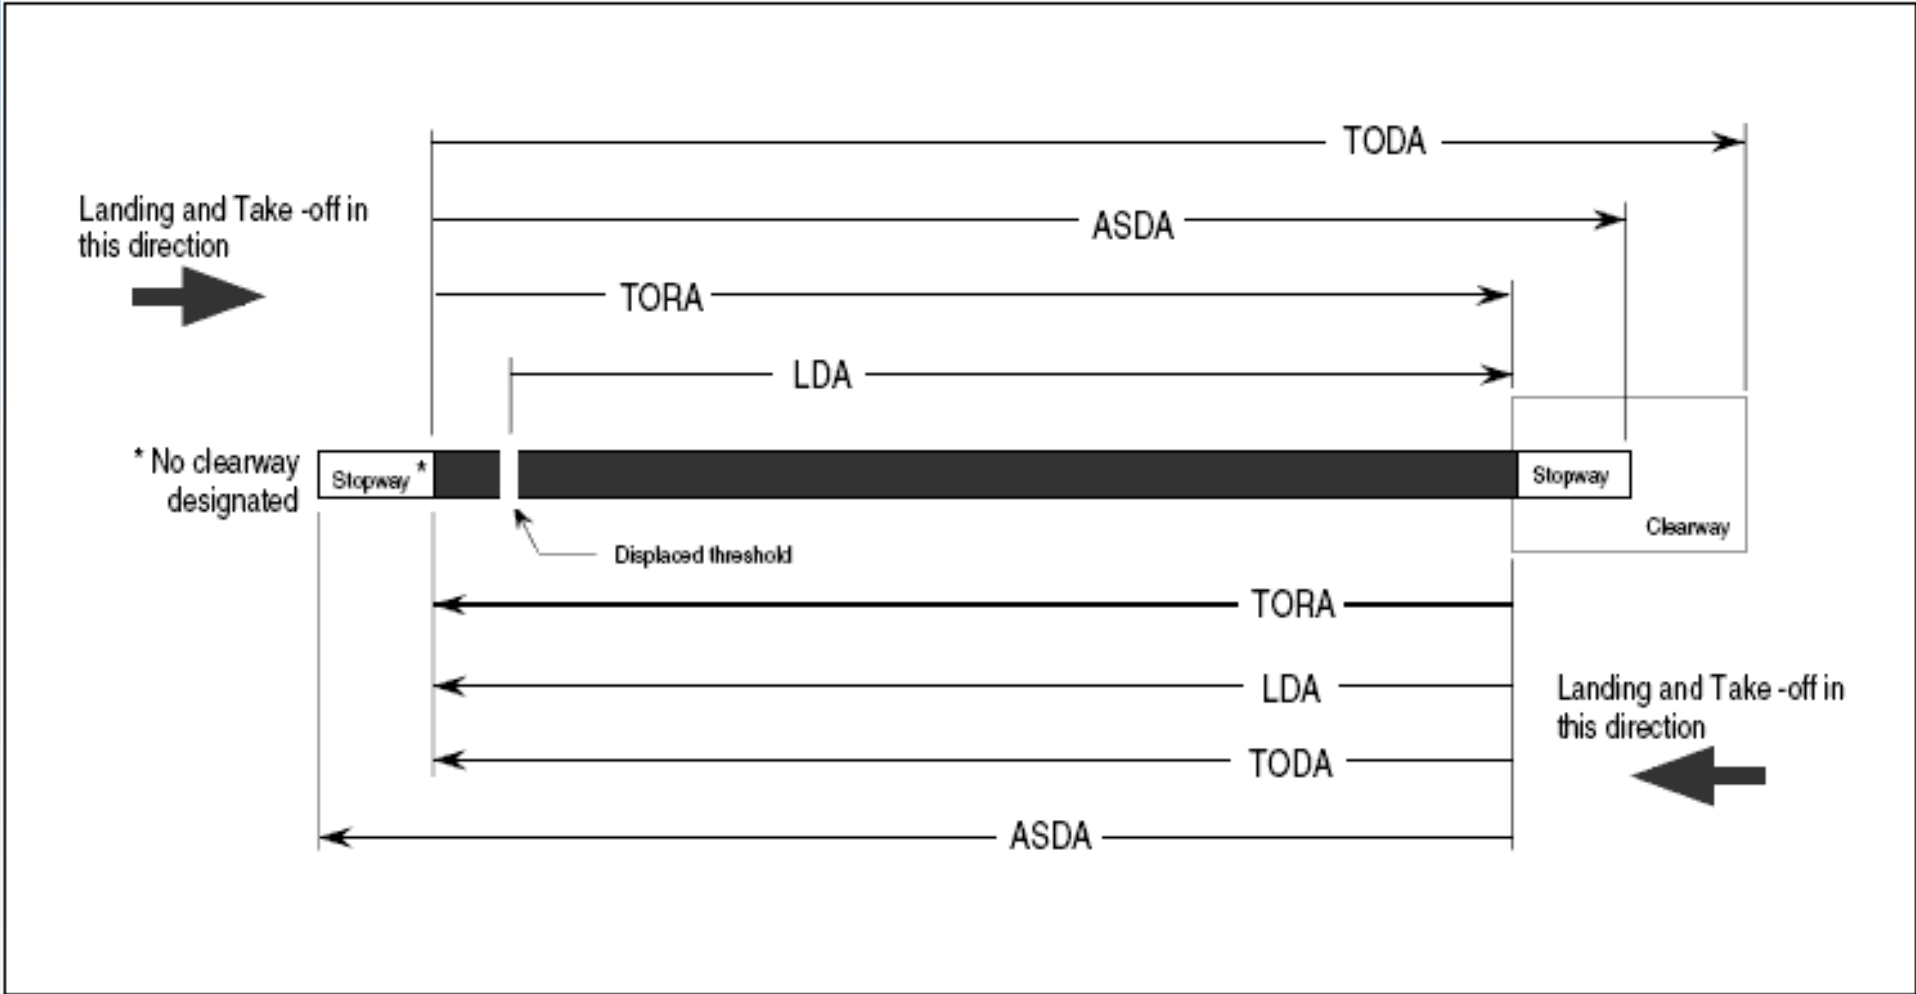 TODA
Landing and Take -off in
this direction
ASDA
TORA
LDA
* No clearway
designated
Stopway *
Stopway
Clearway
Displaced threshold
TORA
LDA
Landing and Take -off in
this direction
TODA
ASDA